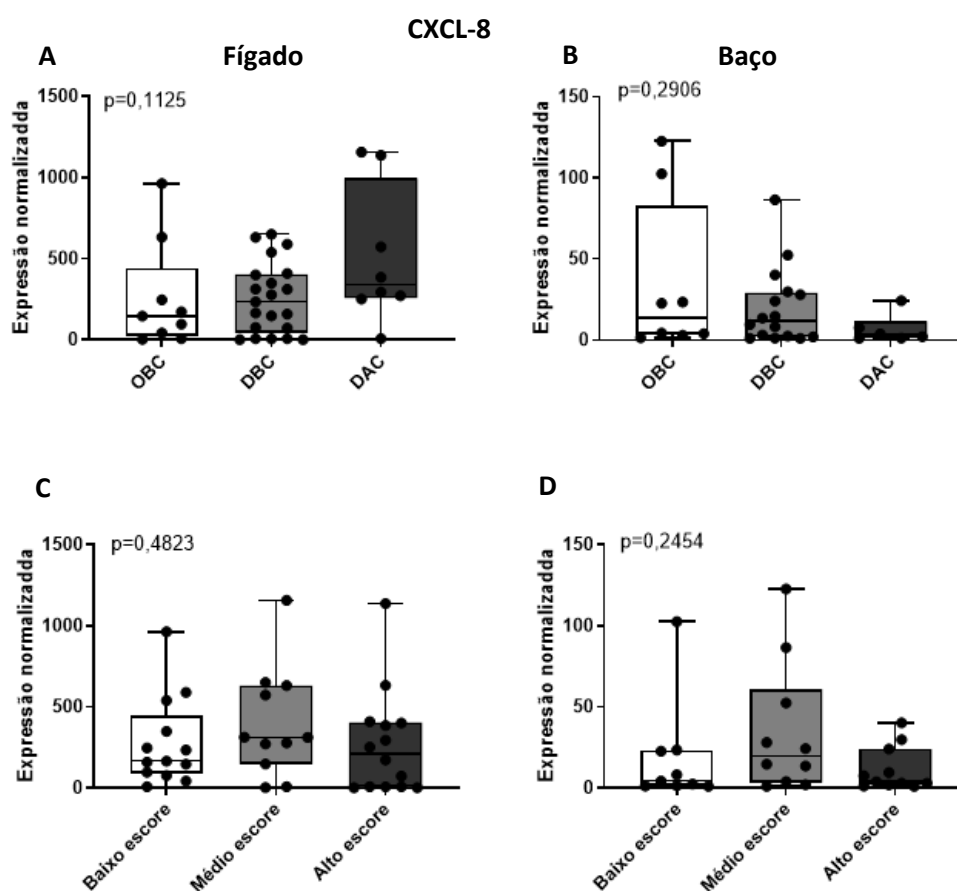 CXCL-8
A
Fígado
B
Baço
p=0,1125
Expressão normalizadda
1500
1000
500
0
OBC
DBC
DAC
p=0,2906
Expressão normalizadda
150
100
50
0
OBC
DBC
DAC
C
p=0,4823
Expressão normalizadda
1500
1000
500
0
Baixo escore
Médio escore
Alto escore
D
p=0,2454
Expressão normalizadda
150
100
50
0
Baixo escore
Médio escore
Alto escore